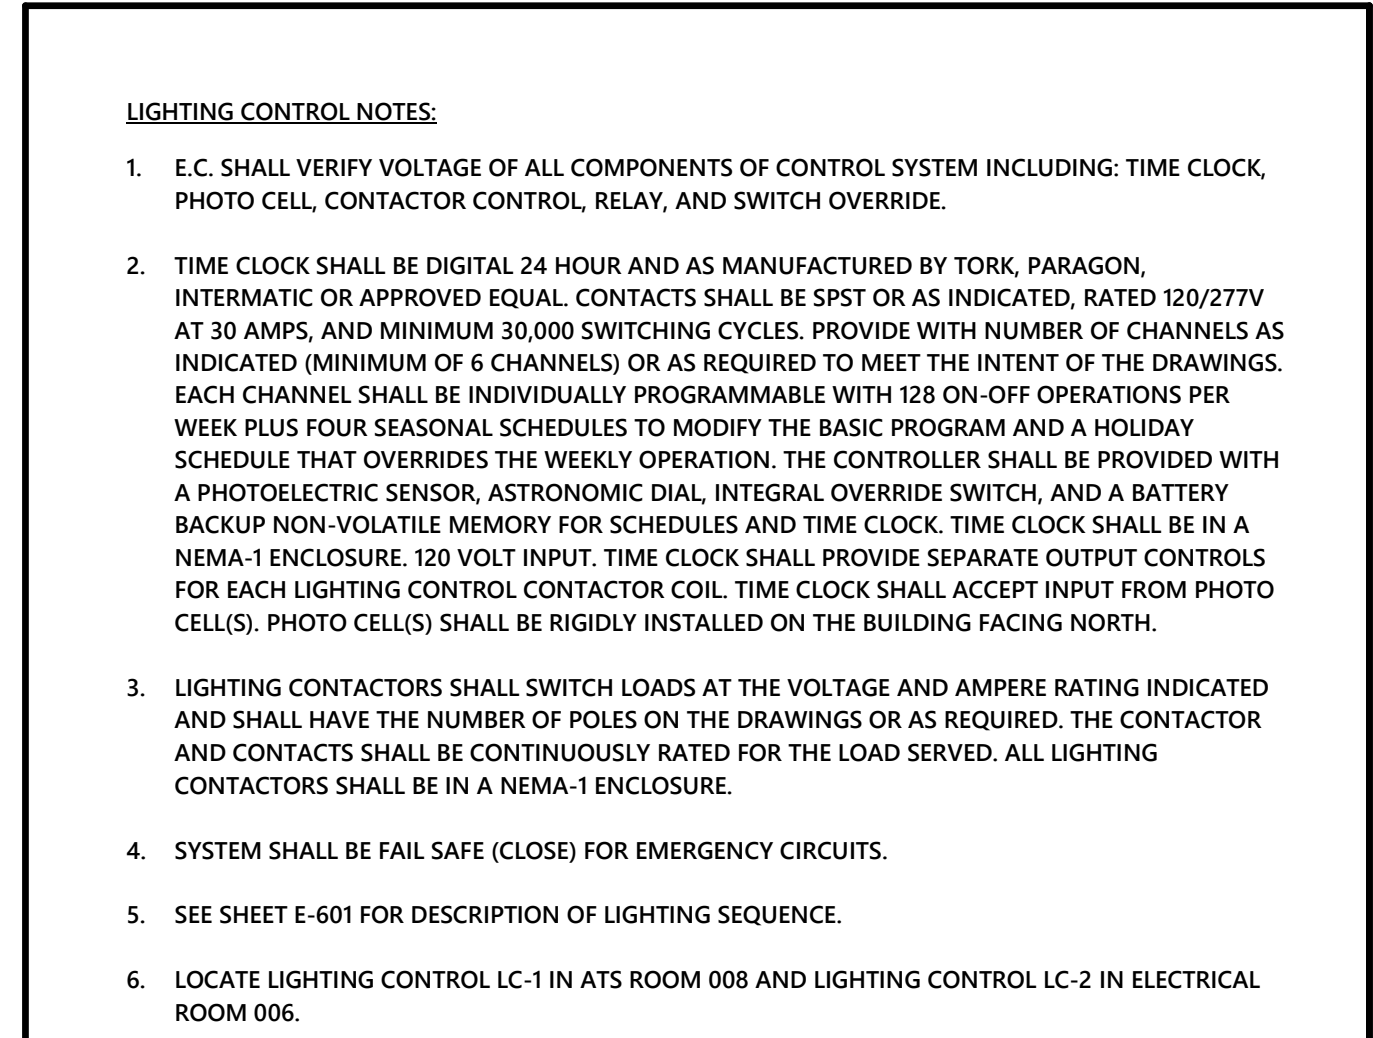 LIGHTING CONTROL NOTES:
1. E.C. SHALL VERIFY VOLTAGE OF ALL COMPONENTS OF CONTROL SYSTEM INCLUDING: TIME CLOCK,
PHOTO CELL, CONTACTOR CONTROL, RELAY, AND SWITCH OVERRIDE.
2. TIME CLOCK SHALL BE DIGITAL 24 HOUR AND AS MANUFACTURED BY TORK, PARAGON,
INTERMATIC OR APPROVED EQUAL. CONTACTS SHALL BE SPST OR AS INDICATED, RATED 120/277V
AT 30 AMPS, AND MINIMUM 30,000 SWITCHING CYCLES. PROVIDE WITH NUMBER OF CHANNELS AS
INDICATED (MINIMUM OF 6 CHANNELS) OR AS REQUIRED TO MEET THE INTENT OF THE DRAWINGS.
EACH CHANNEL SHALL BE INDIVIDUALLY PROGRAMMABLE WITH 128 ON-OFF OPERATIONS PER
WEEK PLUS FOUR SEASONAL SCHEDULES TO MODIFY THE BASIC PROGRAM AND A HOLIDAY
SCHEDULE THAT OVERRIDES THE WEEKLY OPERATION. THE CONTROLLER SHALL BE PROVIDED WITH
A PHOTOELECTRIC SENSOR, ASTRONOMIC DIAL, INTEGRAL OVERRIDE SWITCH, AND A BATTERY
BACKUP NON-VOLATILE MEMORY FOR SCHEDULES AND TIME CLOCK. TIME CLOCK SHALL BE IN A
NEMA-1 ENCLOSURE. 120 VOLT INPUT. TIME CLOCK SHALL PROVIDE SEPARATE OUTPUT CONTROLS
FOR EACH LIGHTING CONTROL CONTACTOR COIL. TIME CLOCK SHALL ACCEPT INPUT FROM PHOTO
CELL(S). PHOTO CELL(S) SHALL BE RIGIDLY INSTALLED ON THE BUILDING FACING NORTH.
3. LIGHTING CONTACTORS SHALL SWITCH LOADS AT THE VOLTAGE AND AMPERE RATING INDICATED
AND SHALL HAVE THE NUMBER OF POLES ON THE DRAWINGS OR AS REQUIRED. THE CONTACTOR
AND CONTACTS SHALL BE CONTINUOUSLY RATED FOR THE LOAD SERVED. ALL LIGHTING
CONTACTORS SHALL BE IN A NEMA-1 ENCLOSURE.
4. SYSTEM SHALL BE FAIL SAFE (CLOSE) FOR EMERGENCY CIRCUITS.
5. SEE SHEET E-601 FOR DESCRIPTION OF LIGHTING SEQUENCE.
6. LOCATE LIGHTING CONTROL LC-1 IN ATS ROOM 008 AND LIGHTING CONTROL LC-2 IN ELECTRICAL
ROOM 006.